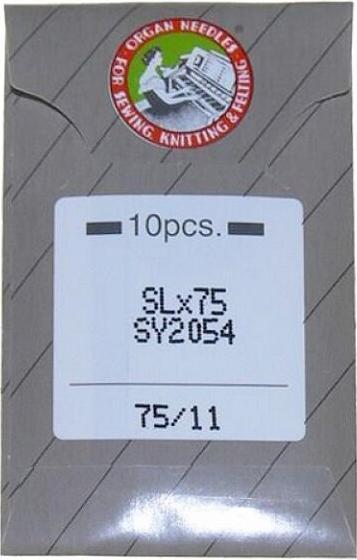 ORGAN NEEDLES
FOR SEWING, KNITTING & FELTING
10pcs.
SLx75
SY2054
75/11